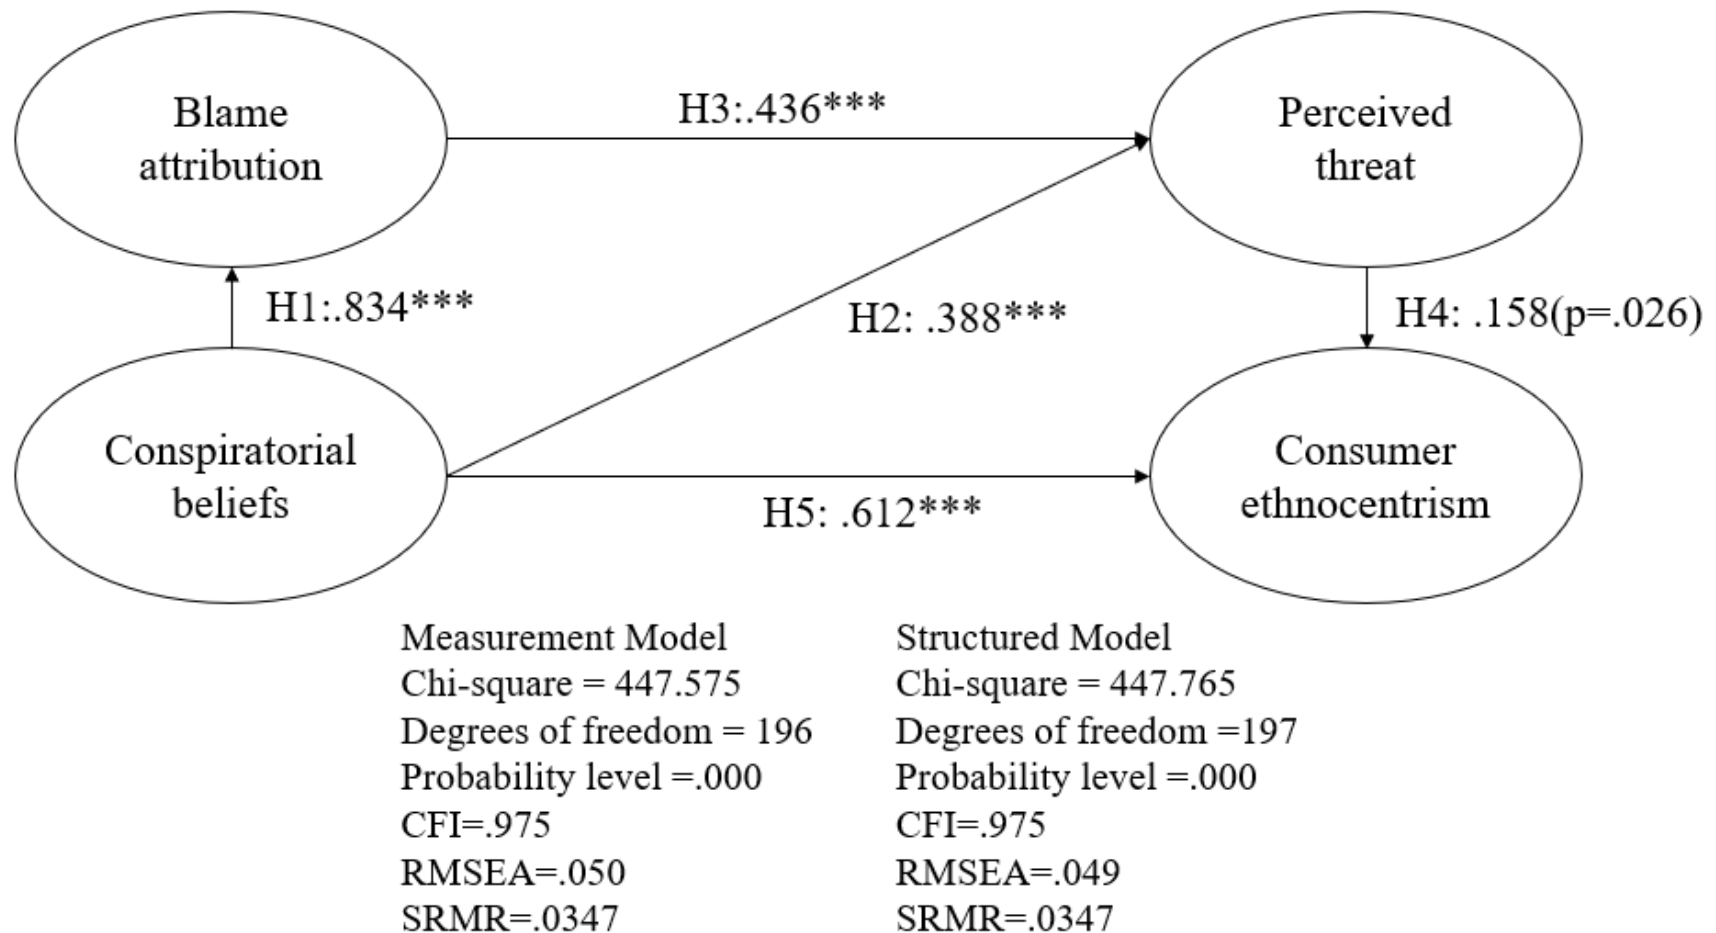 Blame
attribution
H3:.436***
Perceived
threat
H1:.834***
H2: .388***
H4: .158(p=.026)
Conspiratorial
beliefs
H5: .612***
Consumer
ethnocentrism
Measurement Model
Chi-square = 447.575
Degrees of freedom = 196
Probability level =.000
CFI=.975
RMSEA=.050
SRMR=.0347
Structured Model
Chi-square = 447.765
Degrees of freedom =197
Probability level =.000
CFI=.975
RMSEA=.049
SRMR=.0347